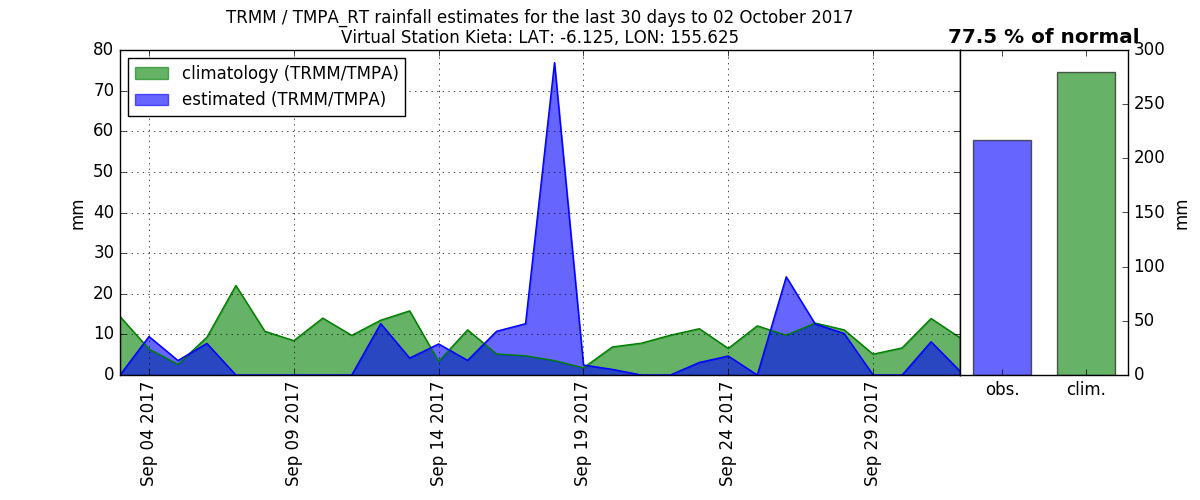 TRMM / TMPA_RT rainfall estimates for the last 30 days to 02 October 2017
Virtual Station Kieta: LAT: -6.125, LON: 155.625
77.5 % of normal
climatology (TRMM/TMPA)
estimated (TRMM/TMPA)
80
70
60
50
40
30
20
10
0
mm
Sep 04 2017
Sep 09 2017
Sep 14 2017
Sep 19 2017
Sep 24 2017
Sep 29 2017
obs.
clim.
300
250
200
150
100
50
0
mm